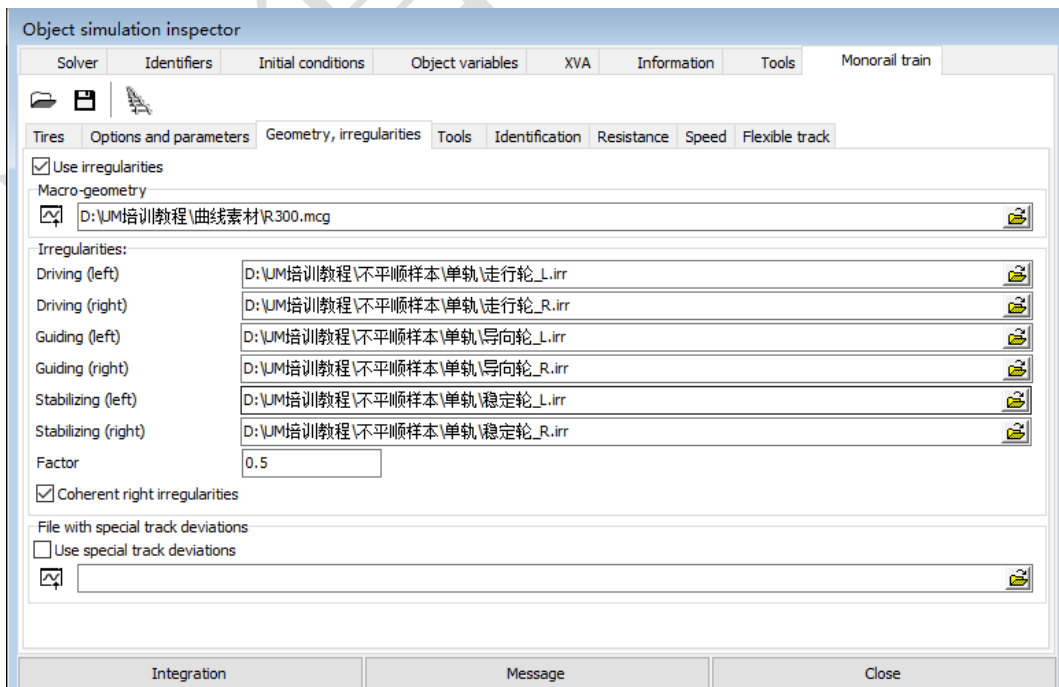 Object simulation inspector
Solver Identifiers Initial conditions Object variables XVA Information Tools Monorail train
Tires Options and parameters Geometry, irregularities Tools Identification Resistance Speed Flexible track
Use irregularities
Macro-geometry
D:\UM培训教程\曲线素材\R300.mcg
Irregularities:
Driving (left) D:\UM培训教程\不平顺样本\单轨\走行轮_L.irr
Driving (right) D:\UM培训教程\不平顺样本\单轨\走行轮_R.irr
Guiding (left) D:\UM培训教程\不平顺样本\单轨\导向轮_L.irr
Guiding (right) D:\UM培训教程\不平顺样本\单轨\导向轮_R.irr
Stabilizing (left) D:\UM培训教程\不平顺样本\单轨\稳定轮_L.irr
Stabilizing (right) D:\UM培训教程\不平顺样本\单轨\稳定轮_R.irr
Factor 0.5
Coherent right irregularities
File with special track deviations
Use special track deviations
Integration Message Close